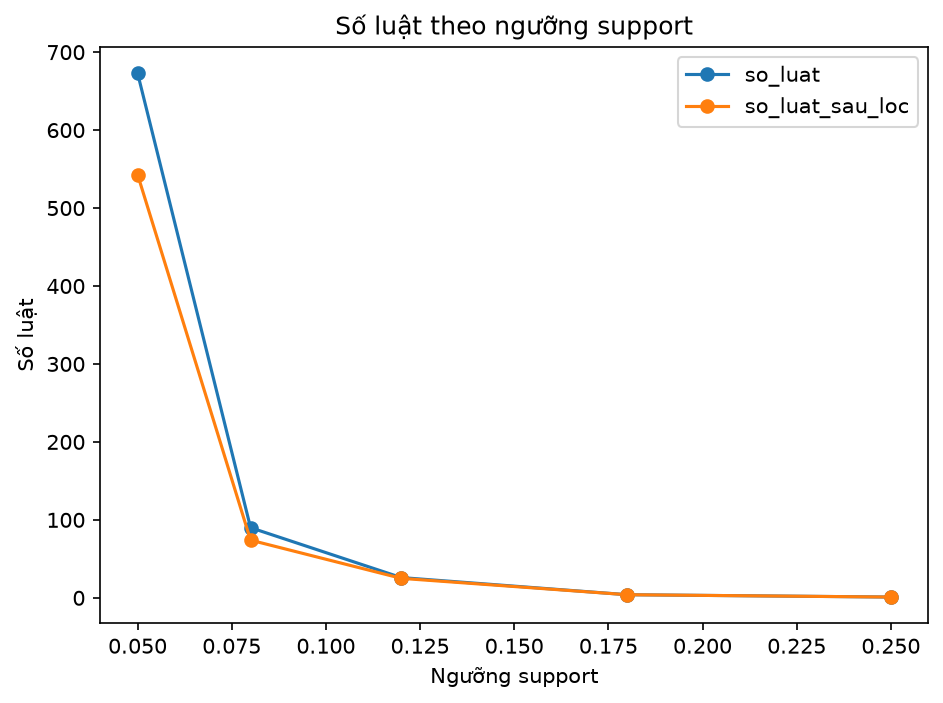 Số luật theo ngưỡng support
so_luat
so_luat_sau_loc
700
600
500
400
300
200
100
0
Số luật
0.050 0.075 0.100 0.125 0.150 0.175 0.200 0.225 0.250
Ngưỡng support